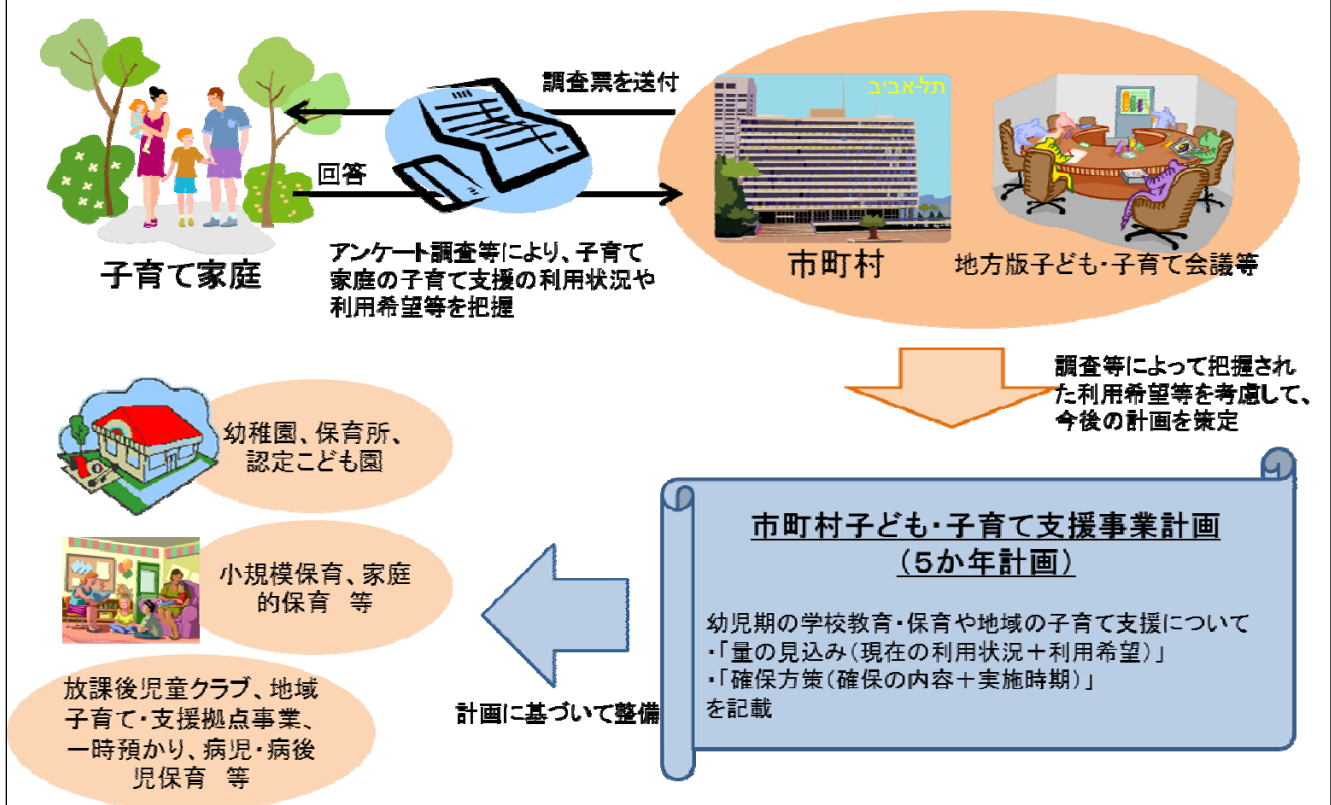 調査票を送付
回答
アンケート調査等により、子育て
家庭の子育て支援の利用状況や
利用希望等を把握
子育て家庭
תל-אביב
市町村
地方版子ども・子育て会議等
調査等によって把握され
た利用希望等を考慮して、
今後の計画を策定
市町村子ども・子育て支援事業計画
(5か年計画)
幼児期の学校教育・保育や地域の子育て支援について
・「量の見込み(現在の利用状況+利用希望)」
・「確保方策(確保の内容+実施時期)」
を記載
計画に基づいて整備
幼稚園、保育所、
認定こども園
小規模保育、家庭
的保育 等
放課後児童クラブ、地域
子育て・支援拠点事業、
一時預かり、病児・病後
児保育 等